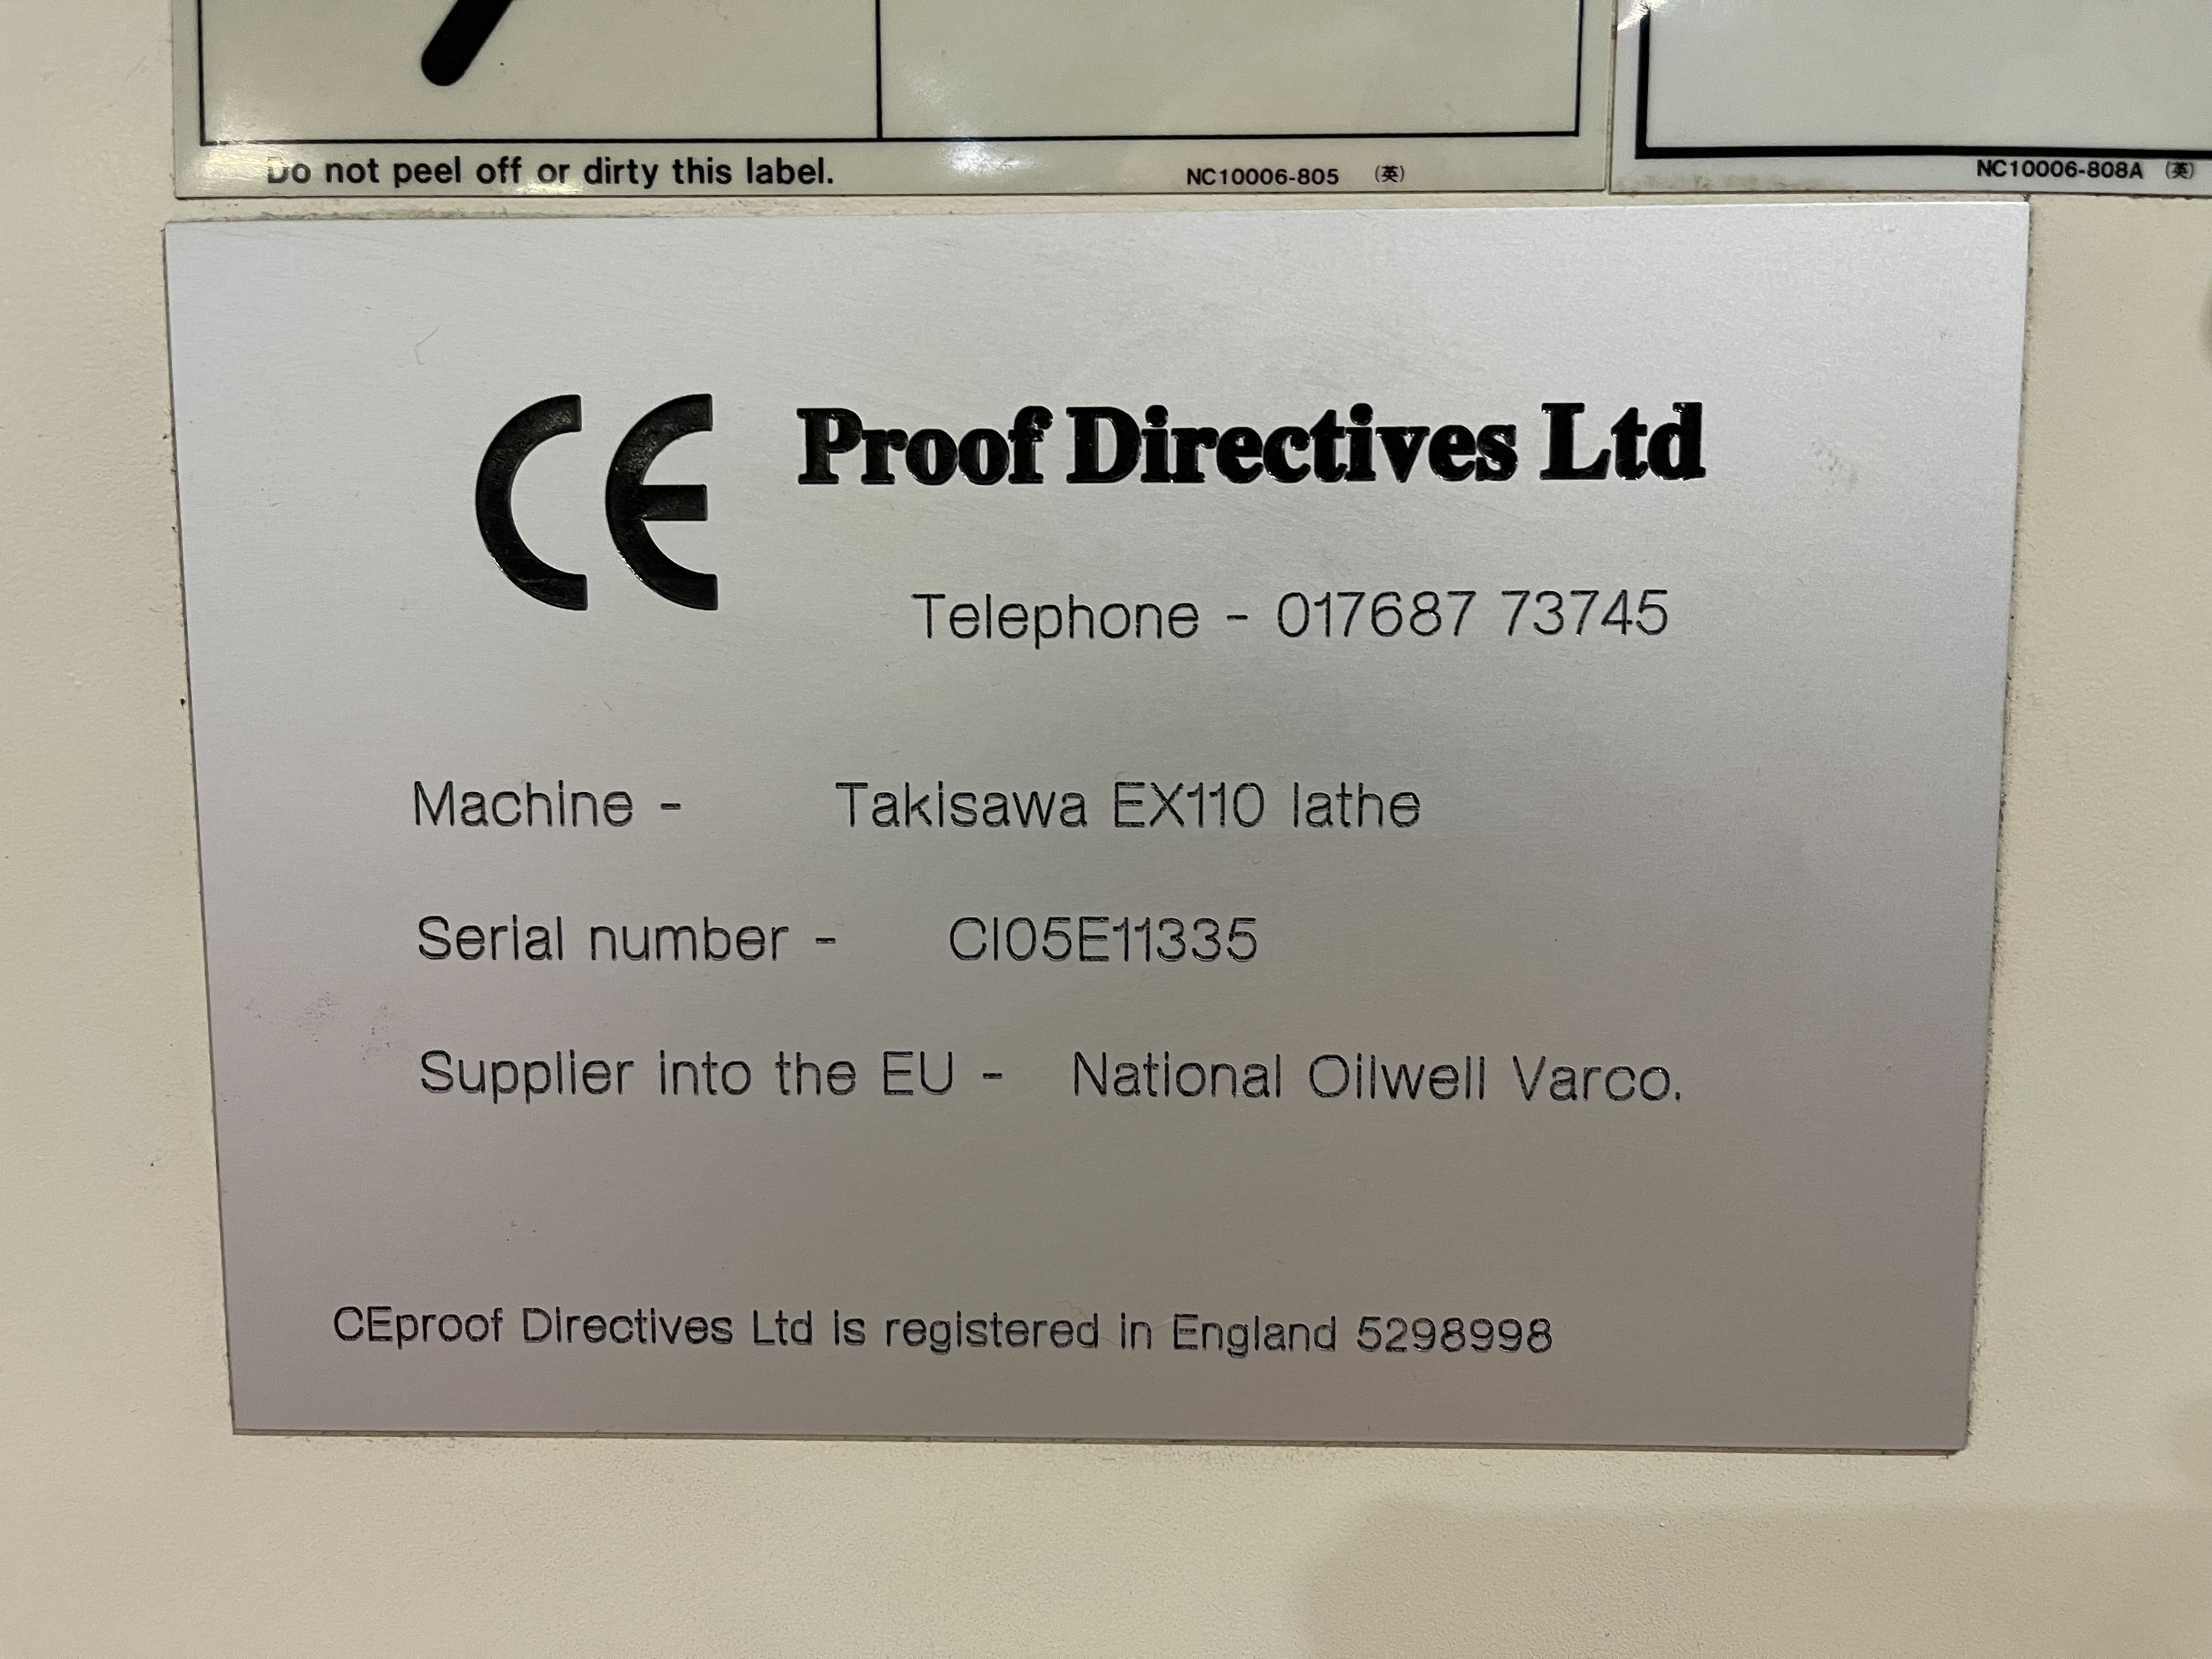 Do not peel off or dirty this label. NC10006-805 (英)
NC10006-808A (英)
CE Proof Directives Ltd
Telephone - 017687 73745
Machine - Takisawa EX110 lathe
Serial number - CI05E11335
Supplier into the EU - National Oilwell Varco.
CEproof Directives Ltd is registered in England 5298998